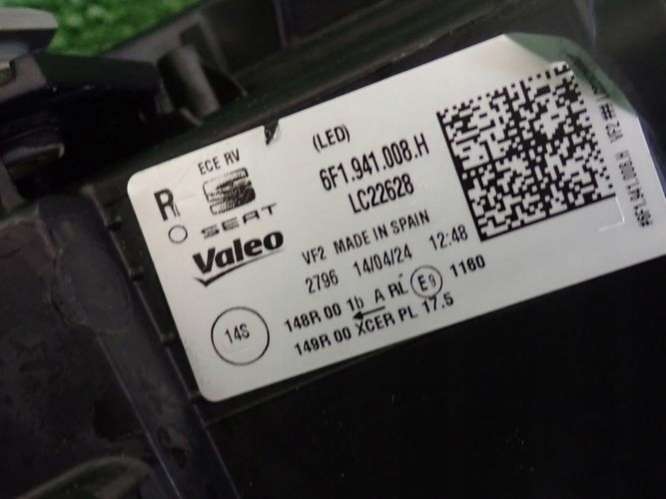 ECE RV
(LED)
R
SEAT
6F1.941.008.H
LC22628
Valeo
VF2 MADE IN SPAIN
2796 14/04/24 12:48
14S
148R 00 1b A RL E9 1160
149R 00 XCER PL 17.5